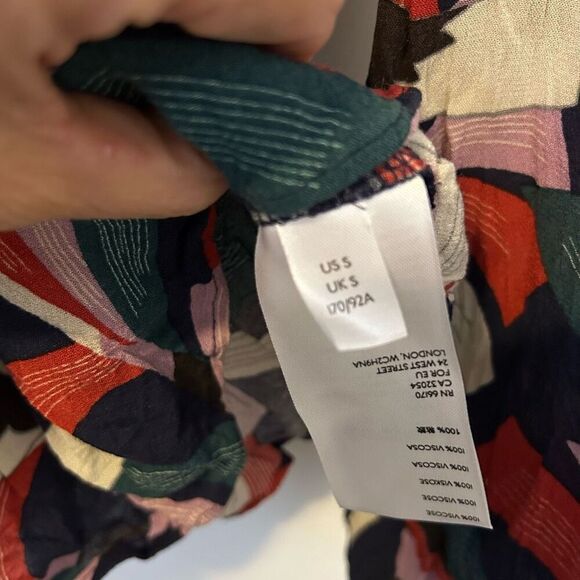 US S
UK S
170/92A
100% VISCOSE
100% VISCOSE
100% VISKOSE
100% VISCOSA
100% VISCOSA
100%
RN 66170
CA 32054
FOR EU
24 WEST STREET
LONDON, WC2H9NA